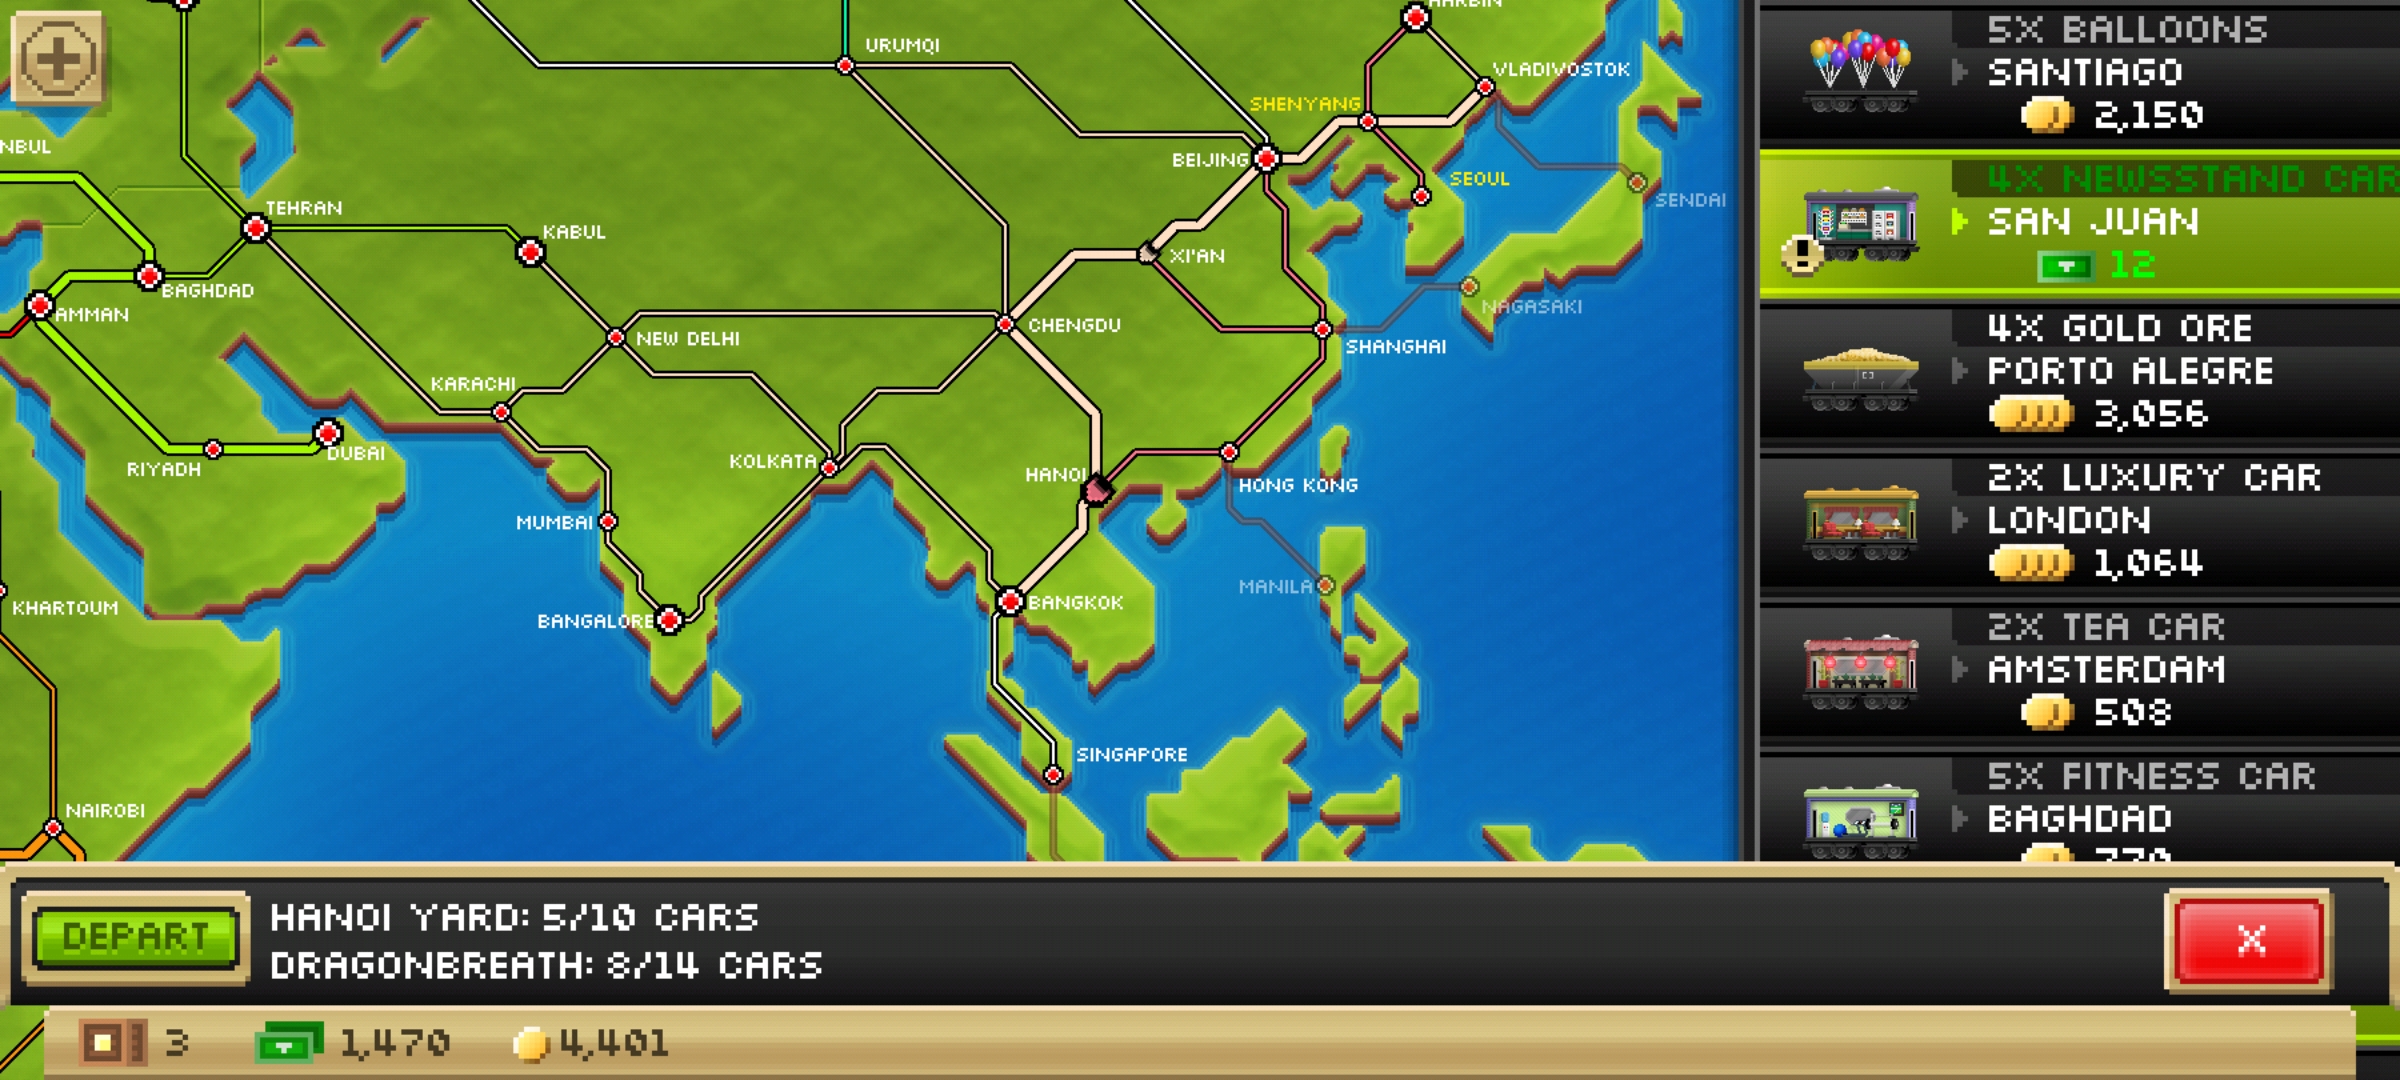 URUMQI
VLADIVOSTOK
SHENYANG
BEIJING
SEOUL
SENDAI
NBUL
TEHRAN
KABUL
XI'AN
BAGHDAD
NAGASAKI
AMMAN
NEW DELHI
CHENGDU
SHANGHAI
KARACHI
RIYADH
DUBAI
KOLKATA
HANOI
HONG KONG
MUMBAI
MANILA
KHARTOUM
BANGALORE
BANGKOK
SINGAPORE
NAIROBI
5X BALLOONS
SANTIAGO
2,150
4X NEWSSTAND CAR
SAN JUAN
12
4X GOLD ORE
PORTO ALEGRE
3,056
2X LUXURY CAR
LONDON
1,064
2X TEA CAR
AMSTERDAM
508
5X FITNESS CAR
BAGHDAD
DEPART
HANOI YARD: 5/10 CARS
DRAGONBREATH: 8/14 CARS
X
3
1,470
4,401